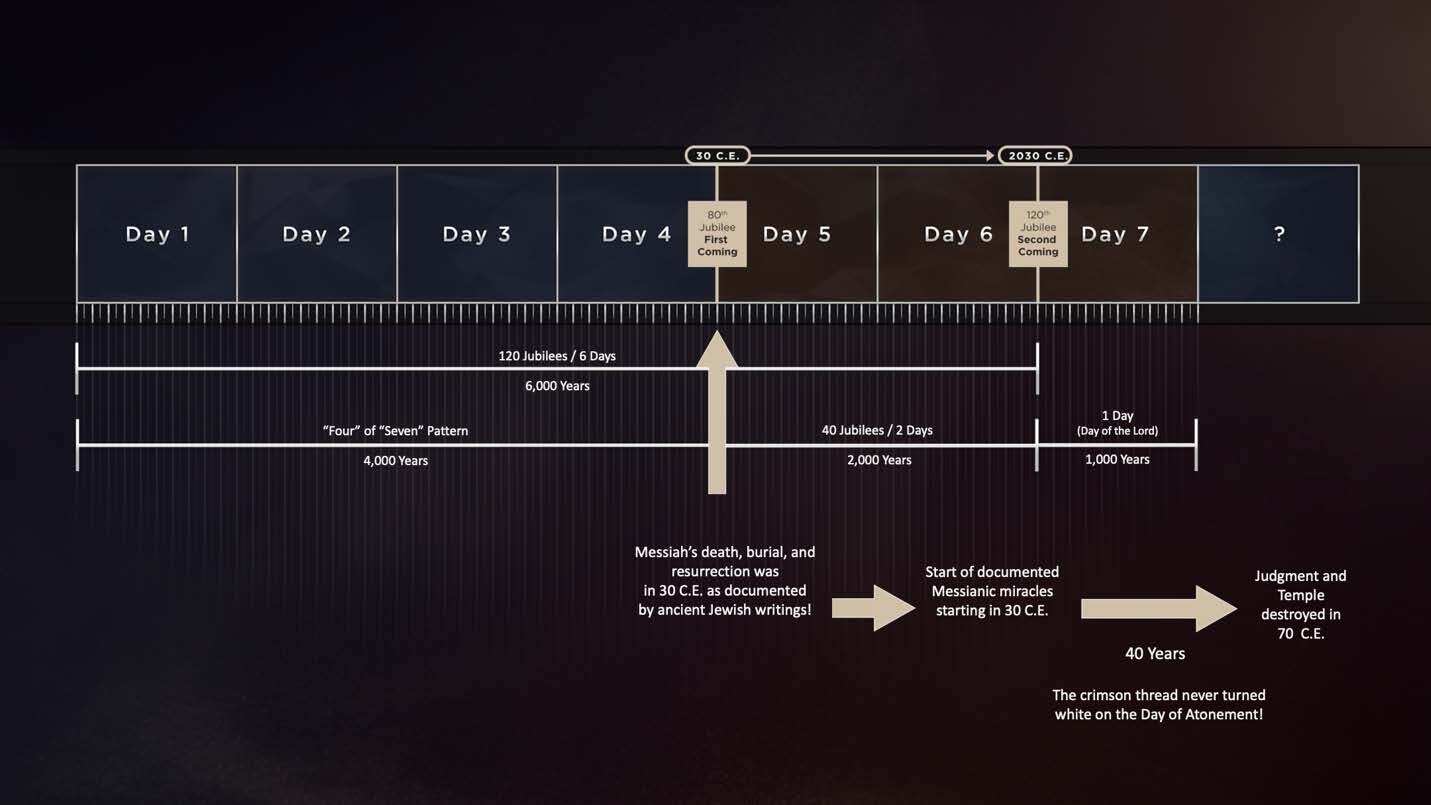 30 C.E.
2030 C.E.
Day 1
Day 2
Day 3
Day 4
80th
Jubilee
First
Coming
Day 5
Day 6
120th
Jubilee
Second
Coming
Day 7
?
120 Jubilees / 6 Days
6,000 Years
“Four” of “Seven” Pattern
4,000 Years
40 Jubilees / 2 Days
2,000 Years
1 Day
(Day of the Lord)
1,000 Years
Messiah’s death, burial, and
resurrection was
in 30 C.E. as documented
by ancient Jewish writings!
Start of documented
Messianic miracles
starting in 30 C.E.
40 Years
Judgment and
Temple
destroyed in
70 C.E.
The crimson thread never turned
white on the Day of Atonement!